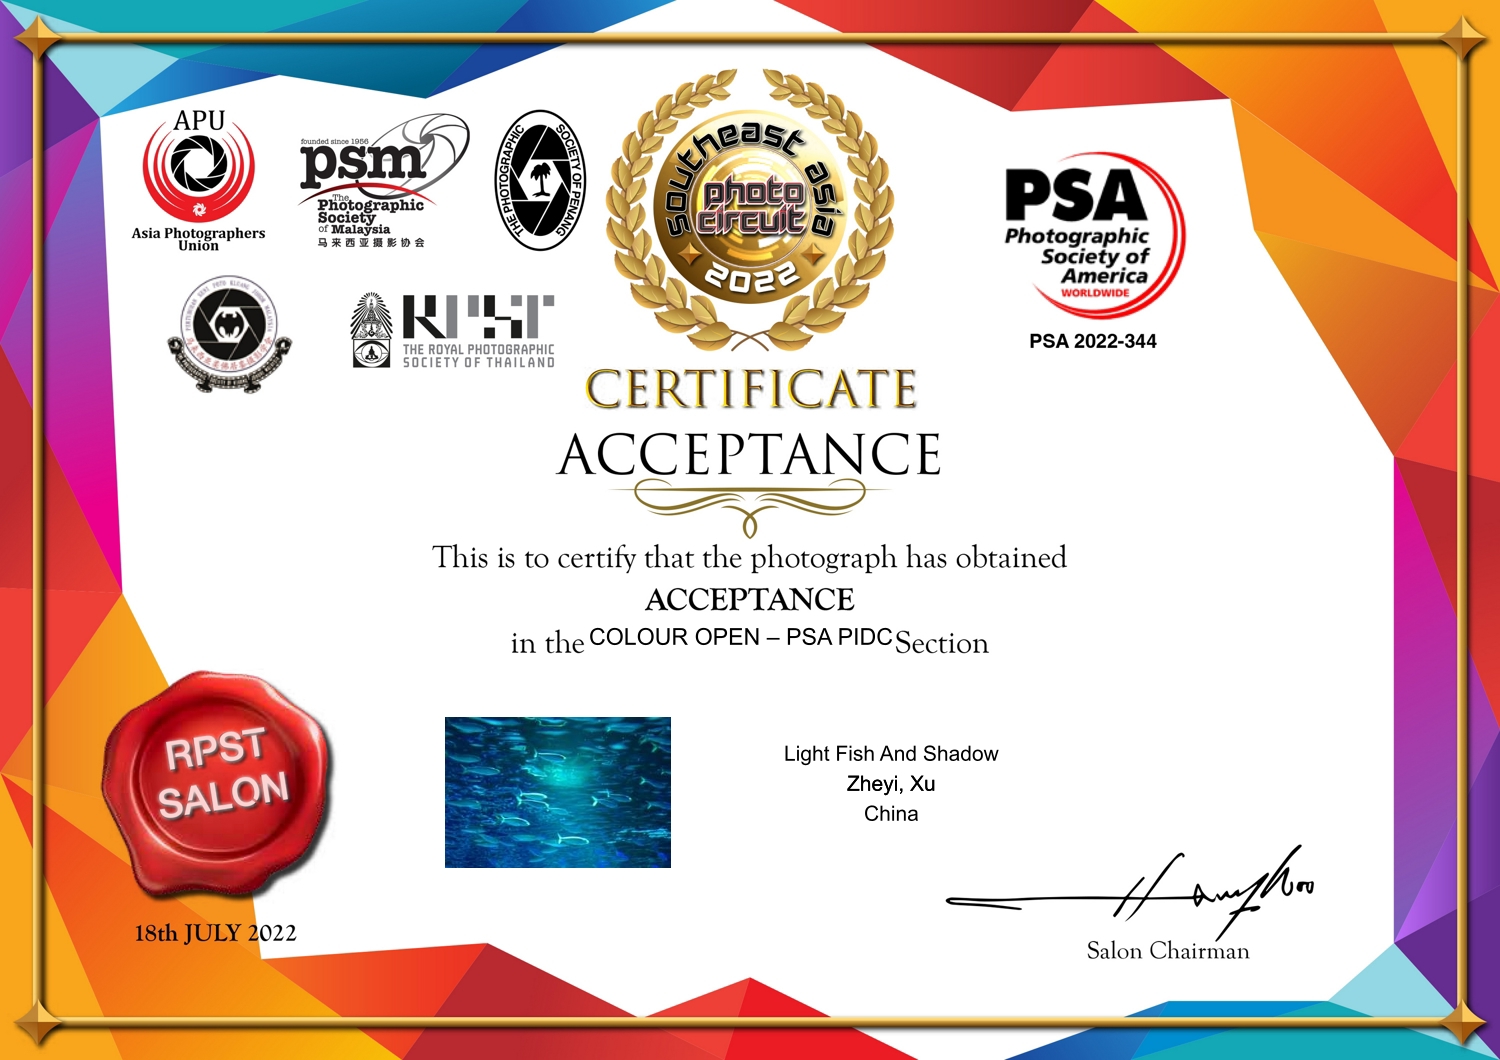 APU
Asia Photographers
Union
founded since 1956
psm
The
Photographic
Society
of Malaysia
马来西亚摄影协会
THE PHOTOGRAPHIC
SOCIETY OF PENANG
southeast asia
photo
circuit
2022
PSA
Photographic
Society of
America
WORLDWIDE
PSA 2022-344
RPST
THE ROYAL PHOTOGRAPHIC
SOCIETY OF THAILAND
CERTIFICATE
ACCEPTANCE
This is to certify that the photograph has obtained
ACCEPTANCE
in the COLOUR OPEN – PSA PIDC Section
RPST
SALON
Light Fish And Shadow
Zheyi, Xu
China
18th JULY 2022
Salon Chairman